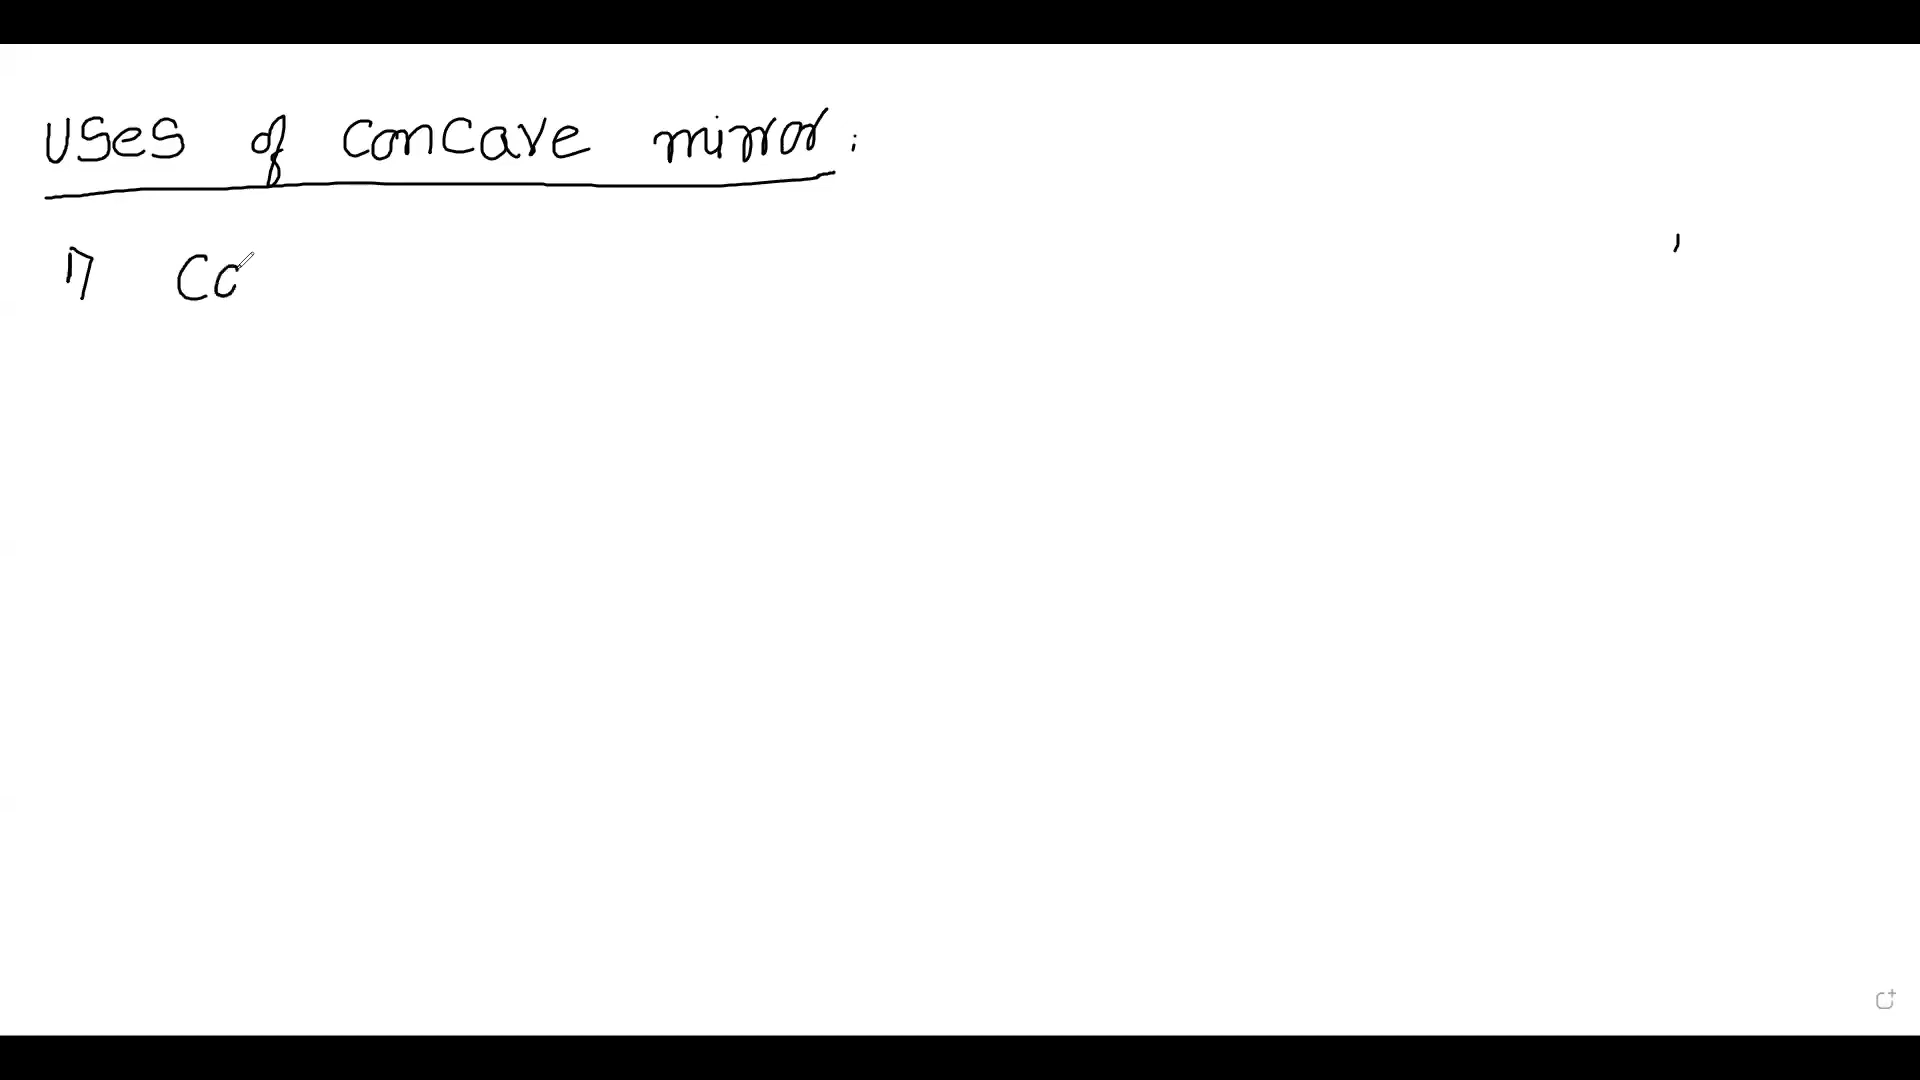 uses of concave mirror:
1) Co